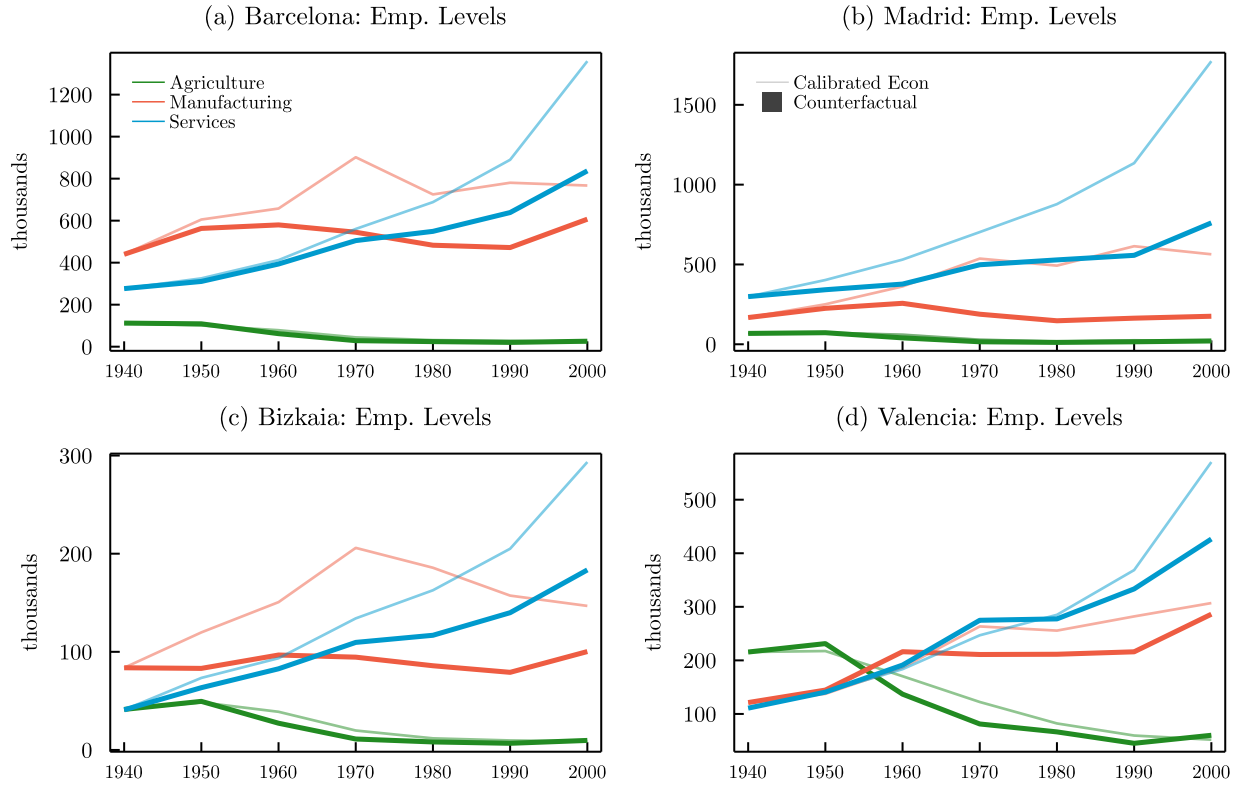 (a) Barcelona: Emp. Levels
thousands
1200
1000
800
600
400
200
0
Agriculture
Manufacturing
Services
1940 1950 1960 1970 1980 1990 2000
(b) Madrid: Emp. Levels
thousands
1500
1000
500
0
Calibrated Econ
Counterfactual
1940 1950 1960 1970 1980 1990 2000
(c) Bizkaia: Emp. Levels
thousands
300
200
100
0
1940 1950 1960 1970 1980 1990 2000
(d) Valencia: Emp. Levels
thousands
500
400
300
200
100
1940 1950 1960 1970 1980 1990 2000